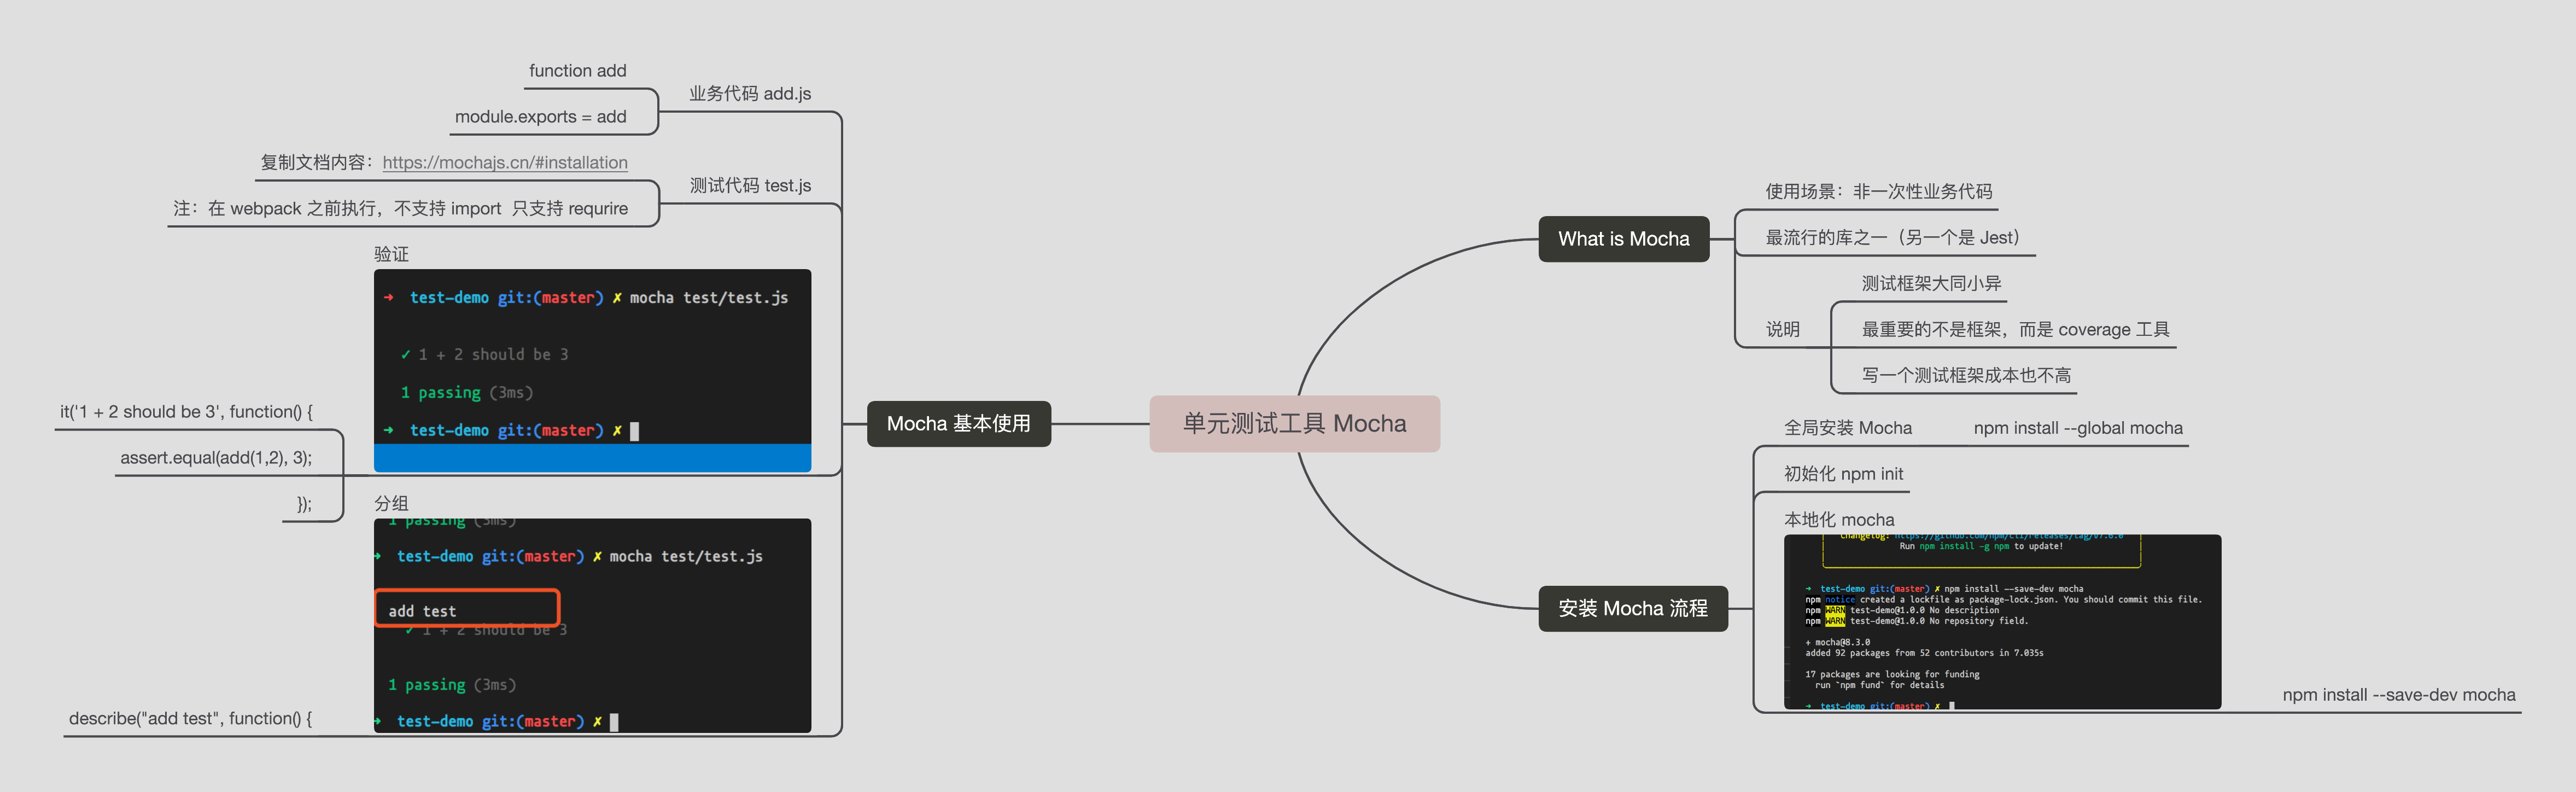 单元测试工具 Mocha
What is Mocha
使用场景：非一次性业务代码
最流行的库之一（另一个是 Jest）
说明
测试框架大同小异
最重要的不是框架，而是 coverage 工具
写一个测试框架成本也不高
安装 Mocha 流程
全局安装 Mocha
npm install --global mocha
初始化 npm init
本地化 mocha
Changelog: https://github.com/npm/cli/releases/tag/v7.6.0
Run npm install -g npm to update!
➜ test-demo git:(master) ✗ npm install --save-dev mocha
npm notice created a lockfile as package-lock.json. You should commit this file.
npm WARN test-demo@1.0.0 No description
npm WARN test-demo@1.0.0 No repository field.
+ mocha@8.3.0
added 92 packages from 52 contributors in 7.035s
17 packages are looking for funding
run `npm fund` for details
➜ test-demo git:(master) ✗
npm install --save-dev mocha
Mocha 基本使用
业务代码 add.js
function add
module.exports = add
测试代码 test.js
复制文档内容：https://mochajs.cn/#installation
注：在 webpack 之前执行，不支持 import 只支持 requrire
验证
➜ test-demo git:(master) ✗ mocha test/test.js
✓ 1 + 2 should be 3
1 passing (3ms)
➜ test-demo git:(master) ✗
it('1 + 2 should be 3', function() {
assert.equal(add(1,2), 3);
});
分组
1 passing (3ms)
➜ test-demo git:(master) ✗ mocha test/test.js
add test
✓ 1 + 2 should be 3
1 passing (3ms)
➜ test-demo git:(master) ✗
describe("add test", function() {